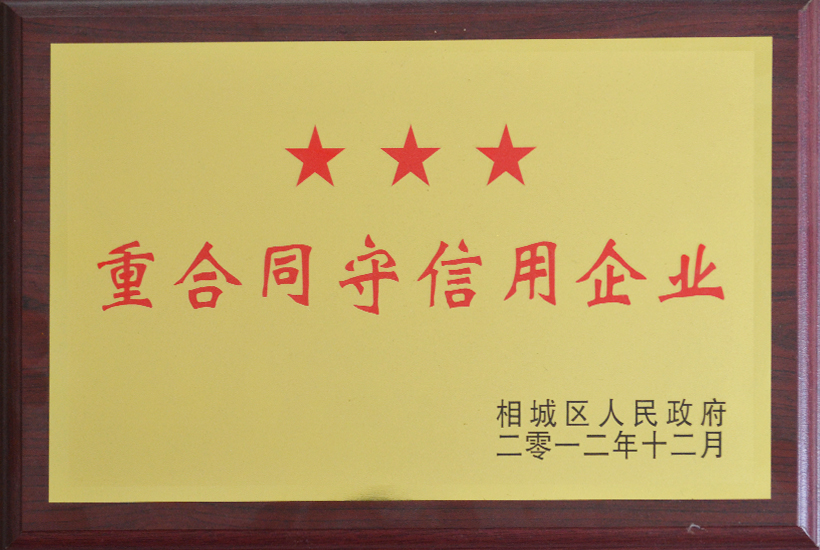 重合同守信用企业
相城区人民政府
二零一二年十二月